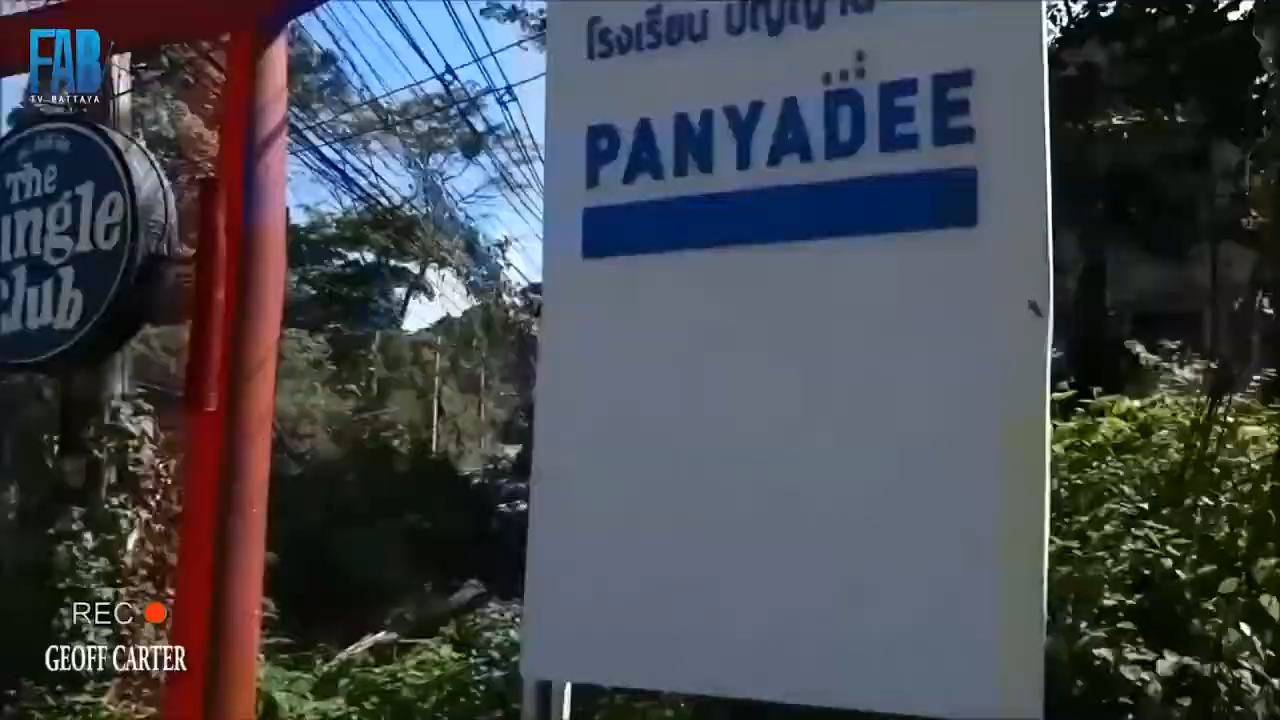 FAB
TV PATTAYA
The
ungle
Club
โรงเรียน
PANYADEE
REC
GEOFF CARTER